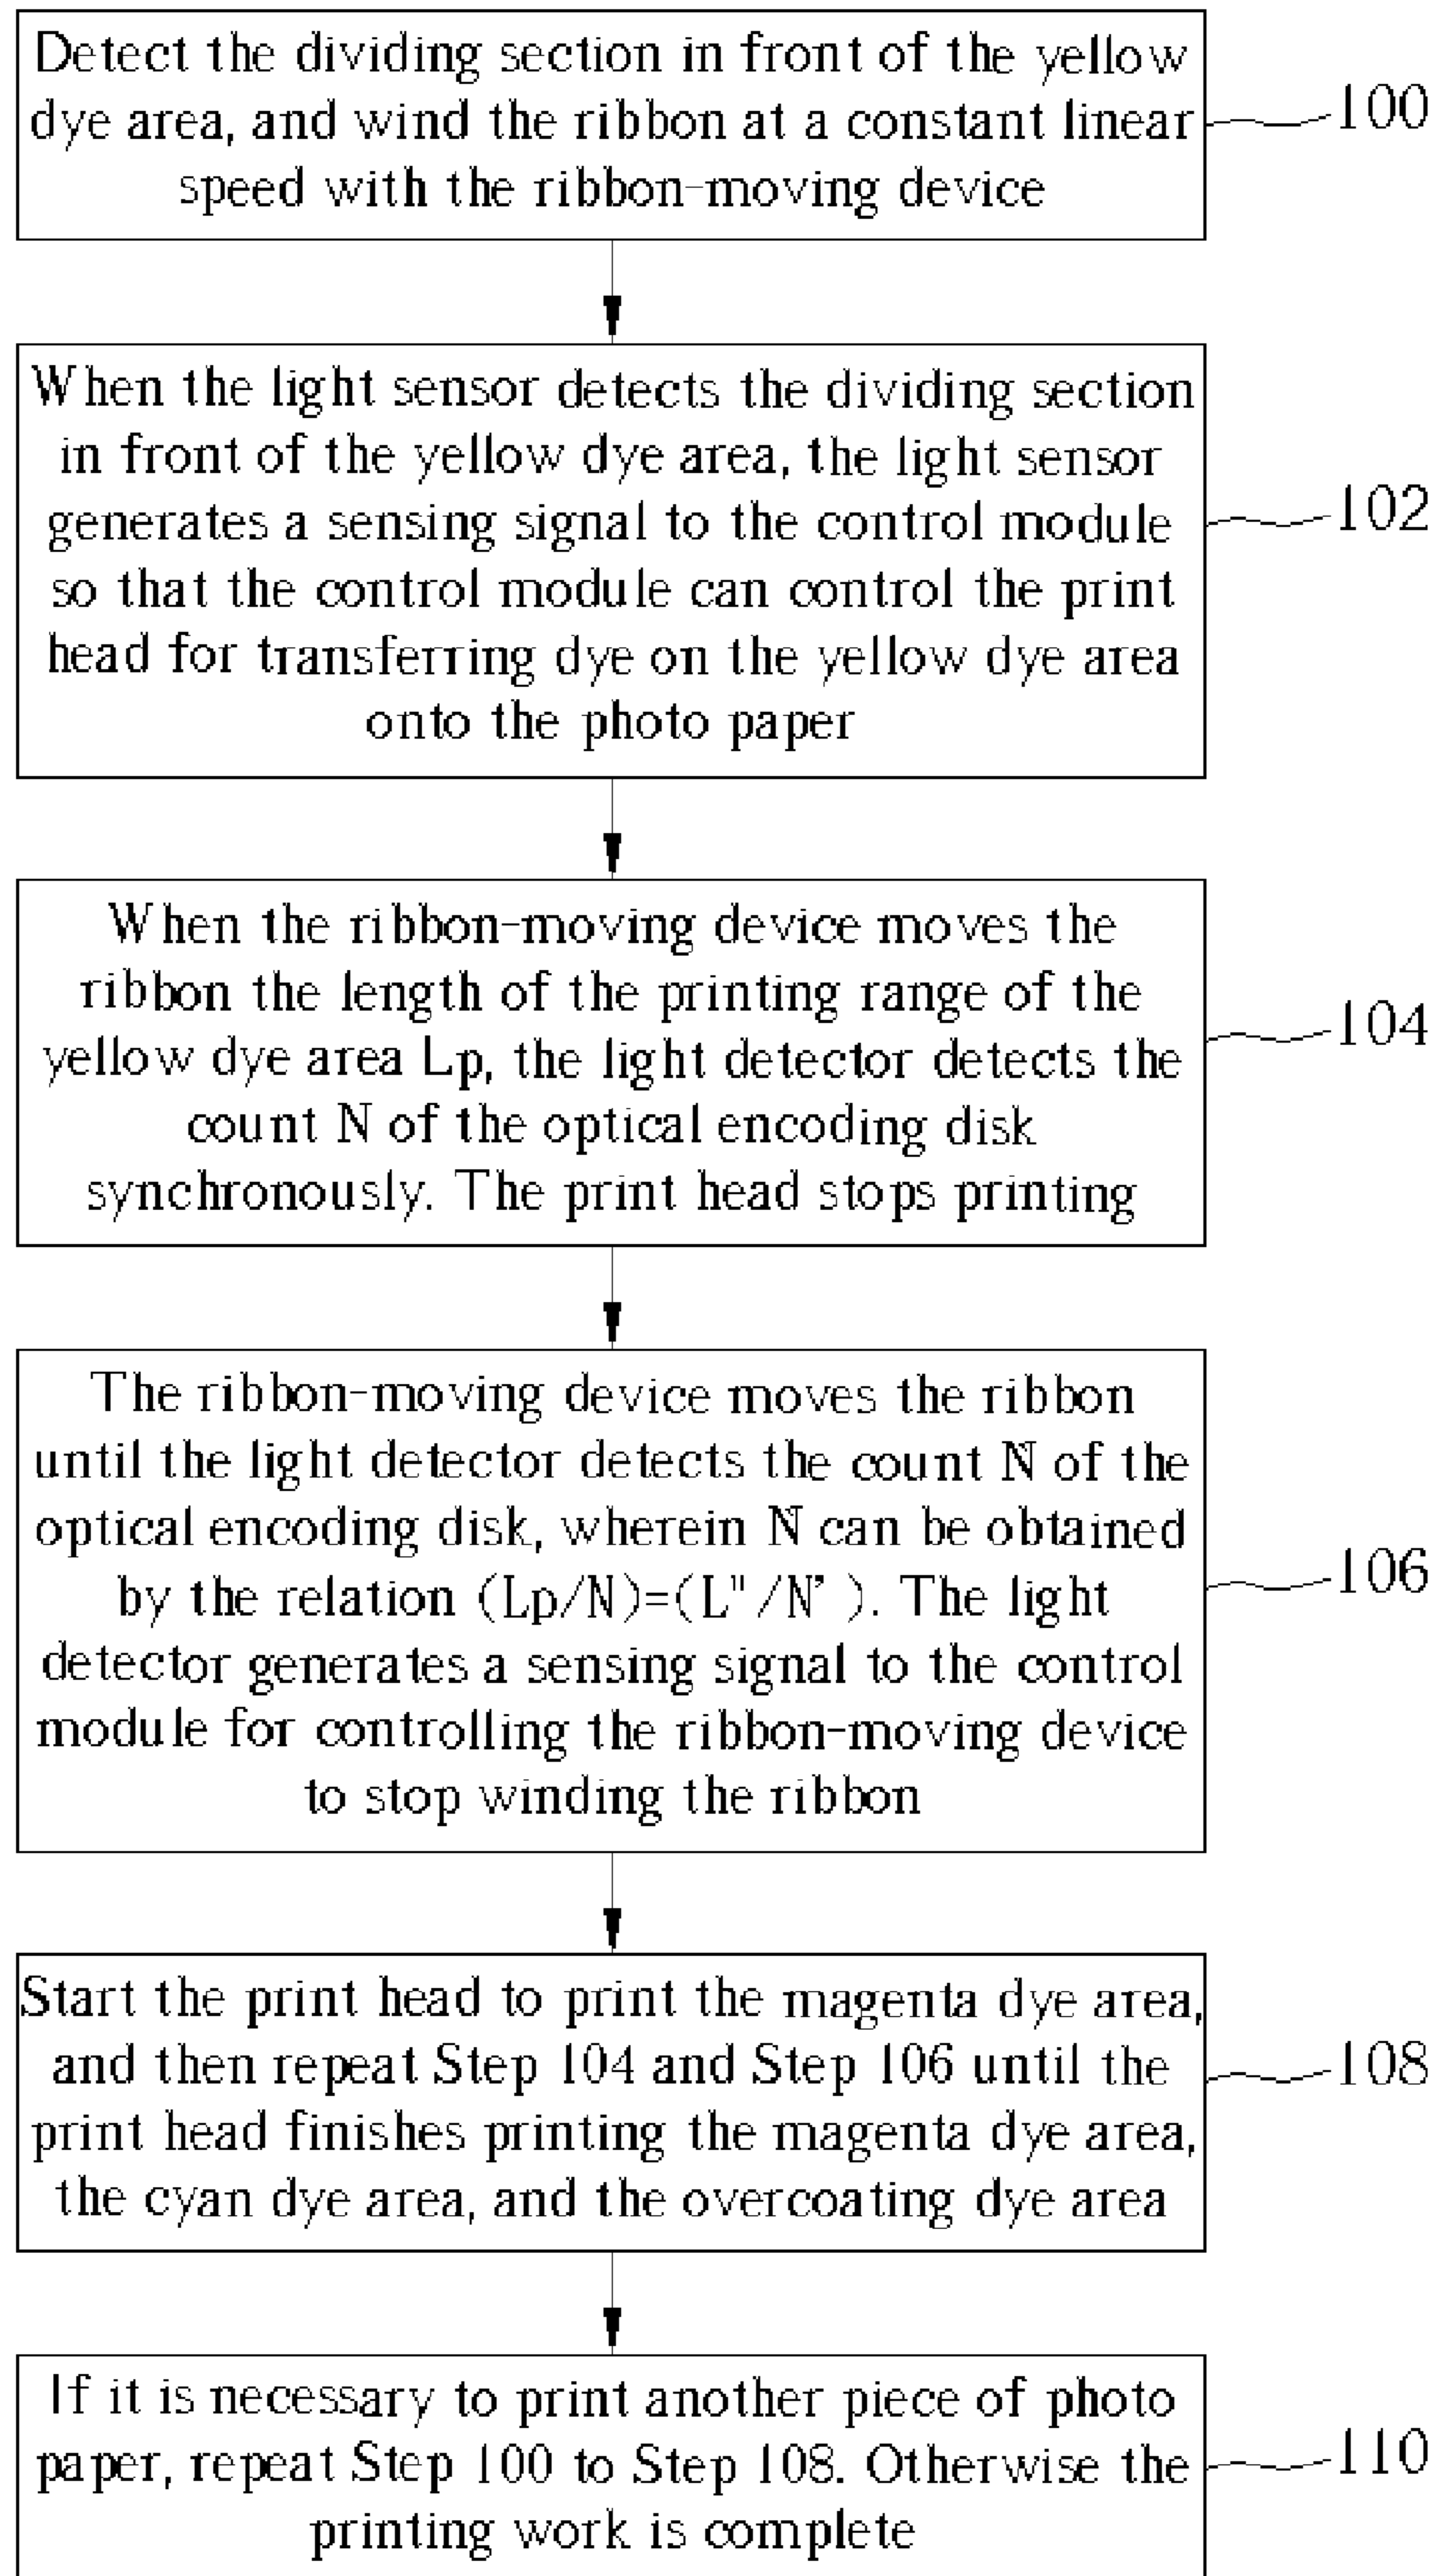 Detect the dividing section in front of the yellow
dye area, and wind the ribbon at a constant linear
speed with the ribbon-moving device
100
When the light sensor detects the dividing section
in front of the yellow dye area, the light sensor
generates a sensing signal to the control module
so that the control module can control the print
head for transferring dye on the yellow dye area
onto the photo paper
102
When the ribbon-moving device moves the
ribbon the length of the printing range of the
yellow dye area Lp, the light detector detects the
count N of the optical encoding disk
synchronously. The print head stops printing
104
The ribbon-moving device moves the ribbon
until the light detector detects the count N of the
optical encoding disk, wherein N can be obtained
by the relation (Lp/N)=(L"/N' ). The light
detector generates a sensing signal to the control
module for controlling the ribbon-moving device
to stop winding the ribbon
106
Start the print head to print the magenta dye area,
and then repeat Step 104 and Step 106 until the
print head finishes printing the magenta dye area,
the cyan dye area, and the overcoating dye area
108
If it is necessary to print another piece of photo
paper, repeat Step 100 to Step 108. Otherwise the
printing work is complete
110